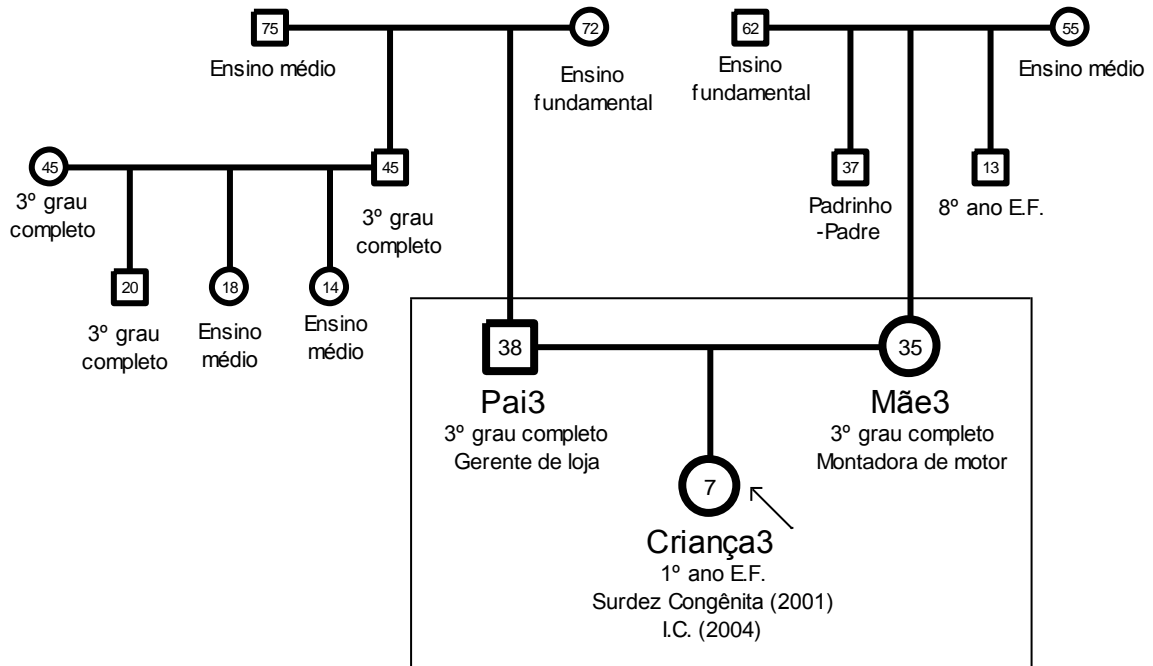 75
72
62
55
Ensino médio
Ensino
fundamental
Ensino
fundamental
Ensino médio
45
3º grau
completo
45
3º grau
completo
37
Padrinho
-Padre
13
8º ano E.F.
20
3º grau
completo
18
Ensino
médio
14
Ensino
médio
38
Pai3
3º grau completo
Gerente de loja
35
Mãe3
3º grau completo
Montadora de motor
7
Criança3
1º ano E.F.
Surdez Congênita (2001)
I.C. (2004)